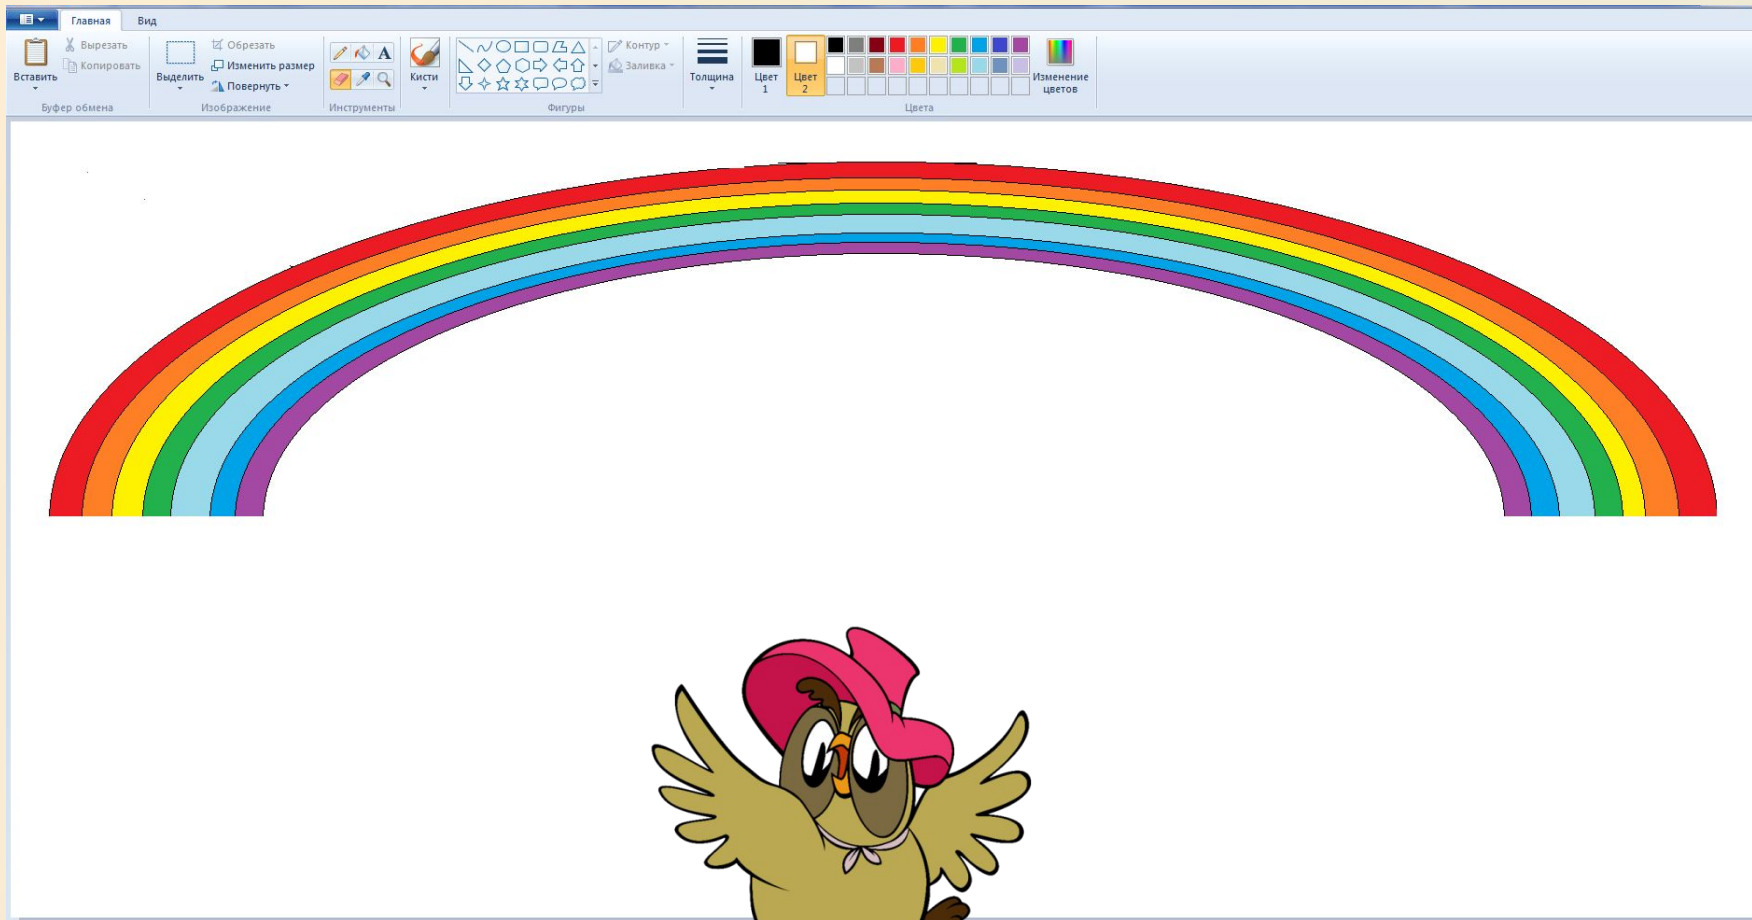 Главная Вид
Вставить
Вырезать
Копировать
Буфер обмена
Выделить
Обрезать
Изменить размер
Повернуть
Изображение
A
Инструменты
Кисти
Контур
Заливка
Фигуры
Толщина
Цвет
1
Цвет
2
Изменение
цветов
Цвета